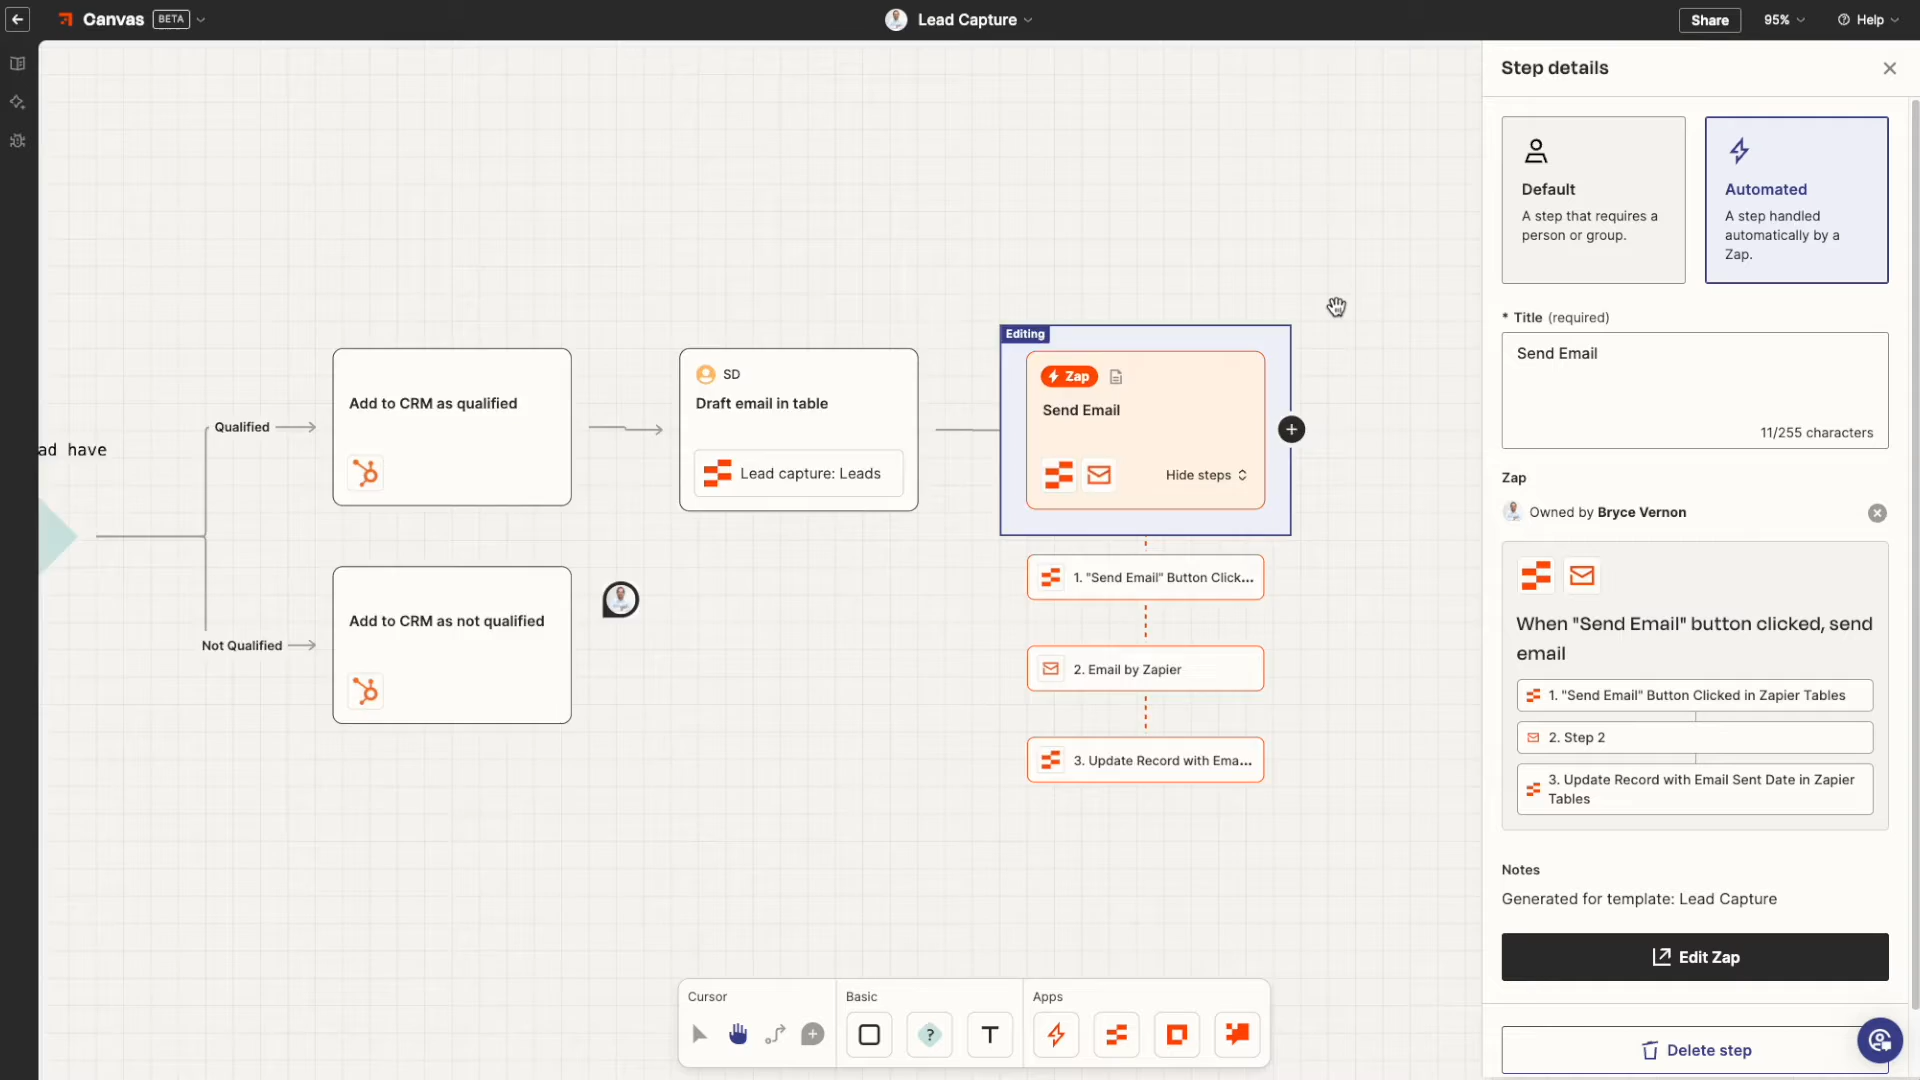 Canvas BETA
Lead Capture
Share
95%
Help
Step details
Default
A step that requires a
person or group.
Automated
A step handled
automatically by a
Zap.
* Title (required)
Send Email
11/255 characters
Zap
Owned by Bryce Vernon
When "Send Email" button clicked, send
email
1. "Send Email" Button Clicked in Zapier Tables
2. Step 2
3. Update Record with Email Sent Date in Zapier
Tables
Notes
Generated for template: Lead Capture
Edit Zap
Delete step
ad have
Qualified
Not Qualified
Add to CRM as qualified
Add to CRM as not qualified
SD
Draft email in table
Lead capture: Leads
Editing
Zap
Send Email
Hide steps
1. "Send Email" Button Click...
2. Email by Zapier
3. Update Record with Ema...
Cursor
Basic
Apps
?
T